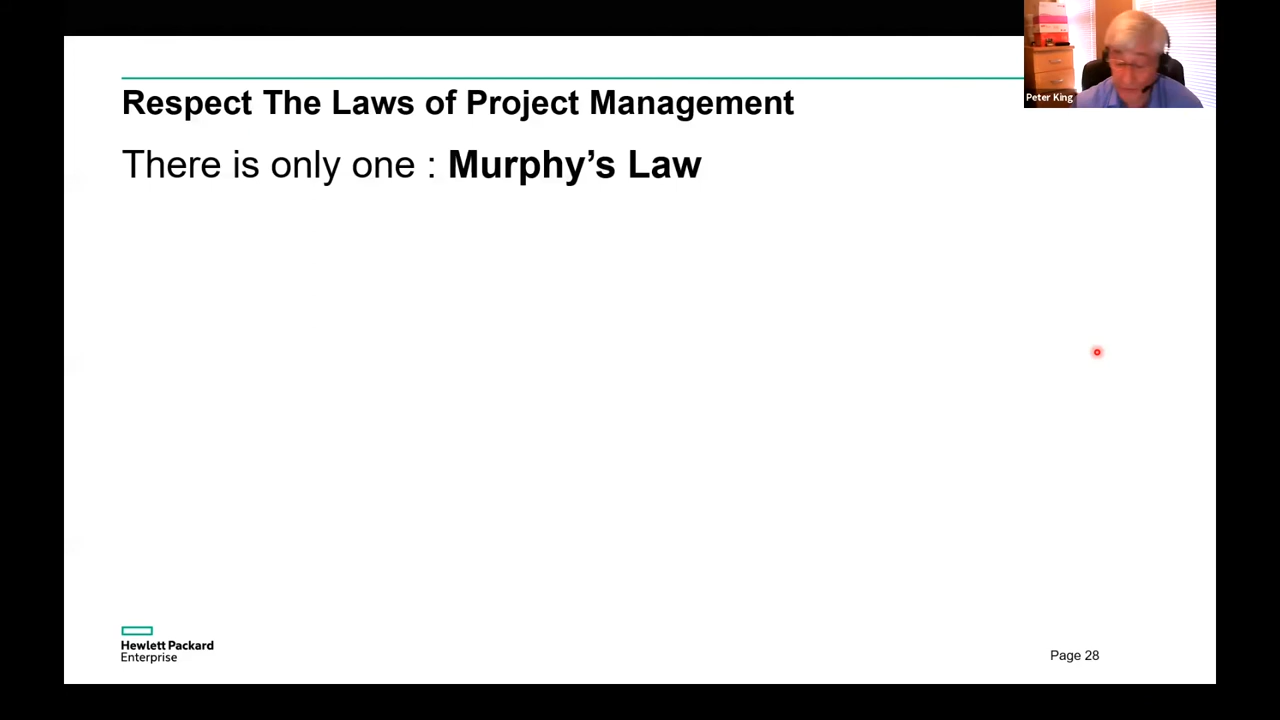 Respect The Laws of Project Management
There is only one : Murphy’s Law
Peter King
Hewlett Packard
Enterprise
Page 28